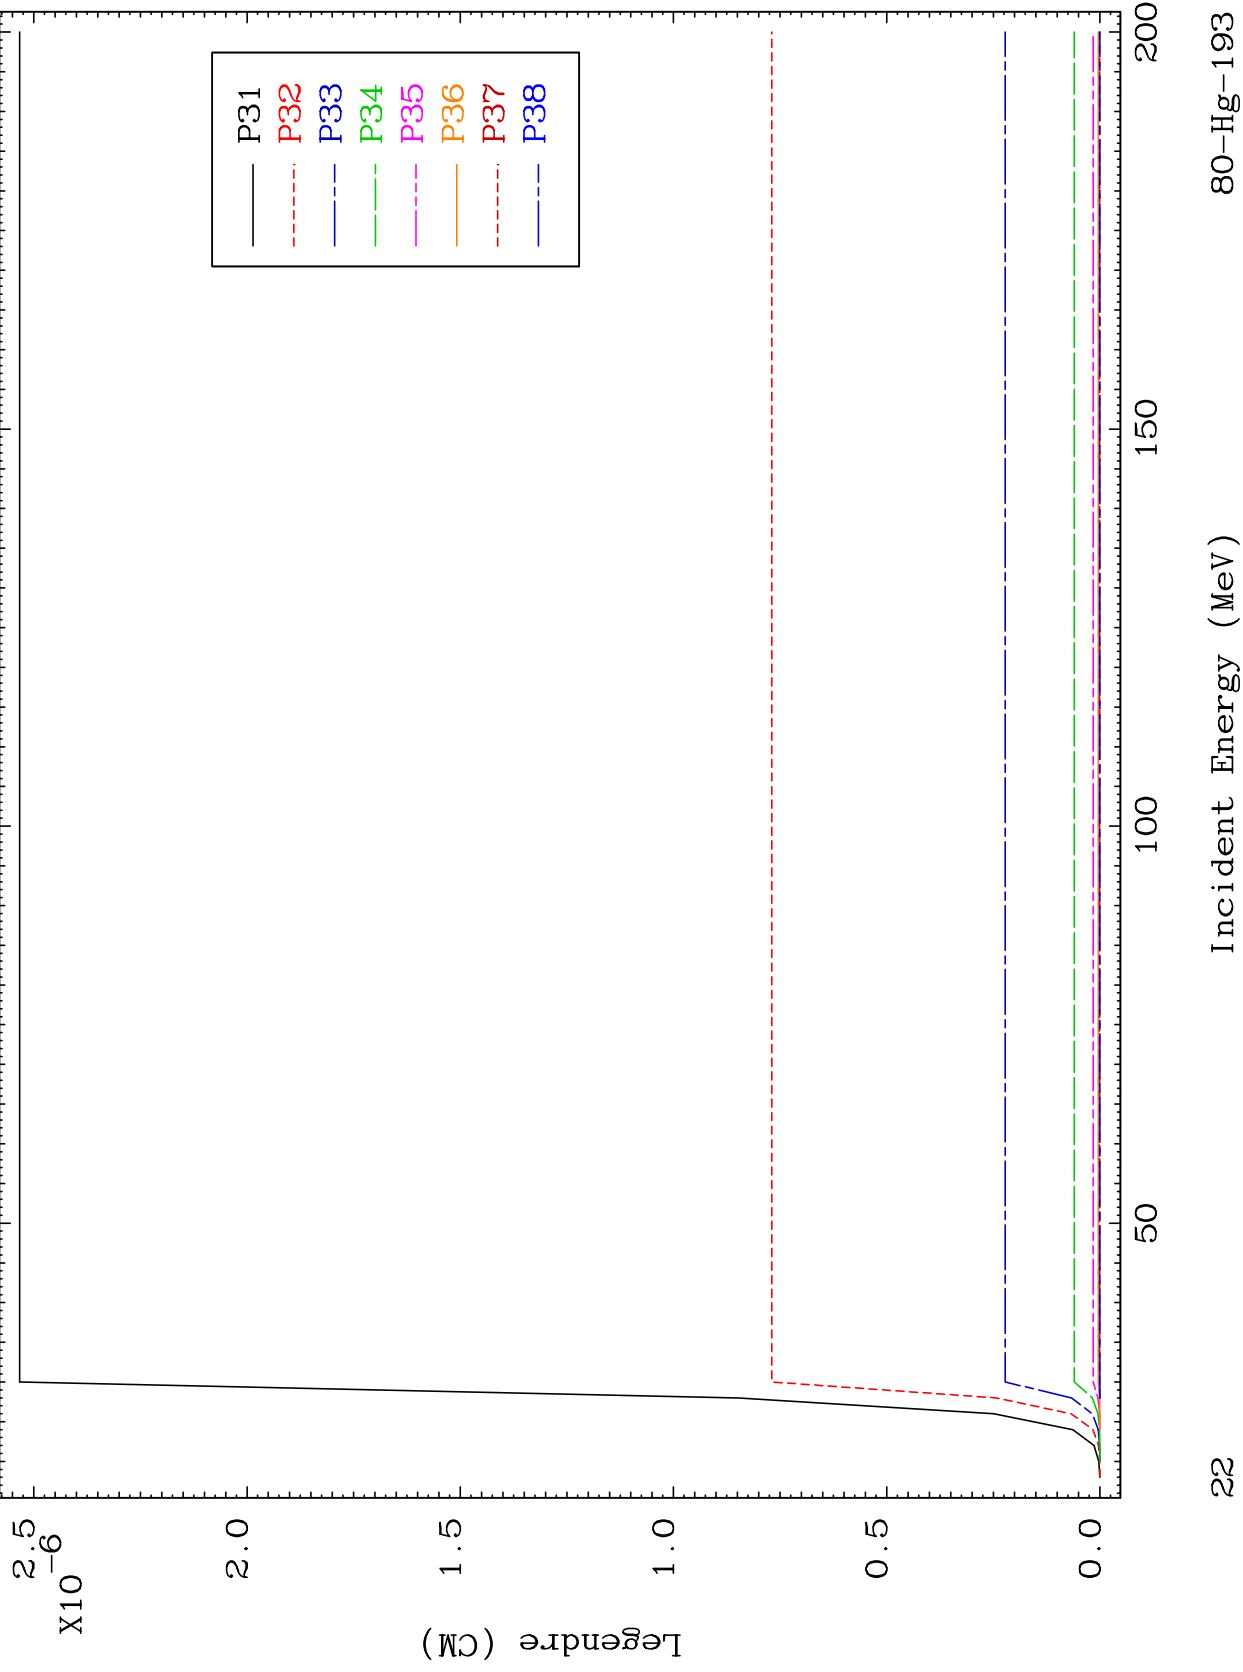 2.5
X10-6
2.0
1.5
1.0
0.5
0.0
Legendre (CM)
P31
P32
P33
P34
P35
P36
P37
P38
50
100
150
200
22
Incident Energy (MeV)
80-Hg-193